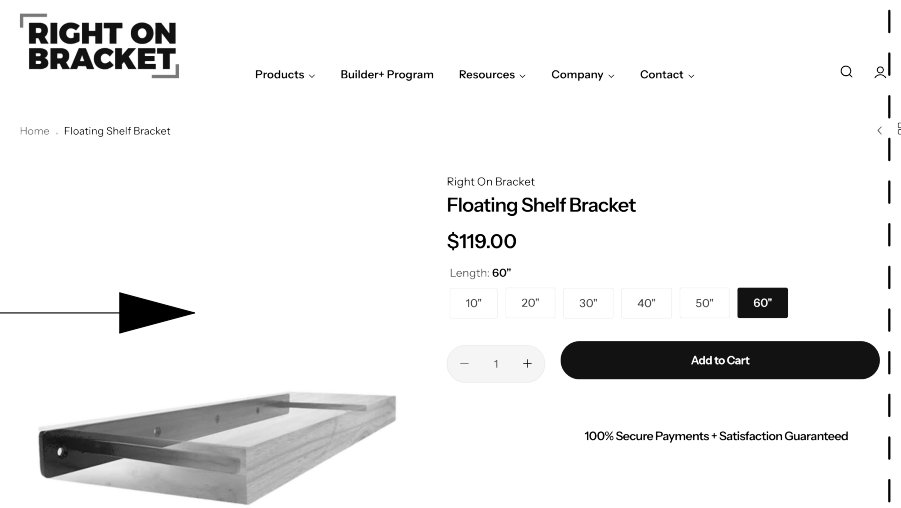 RIGHT ON
BRACKET
Products Builder+ Program Resources Company Contact
Home . Floating Shelf Bracket
Right On Bracket
Floating Shelf Bracket
$119.00
Length: 60"
10" 20" 30" 40" 50" 60"
− 1 + Add to Cart
100% Secure Payments + Satisfaction Guaranteed